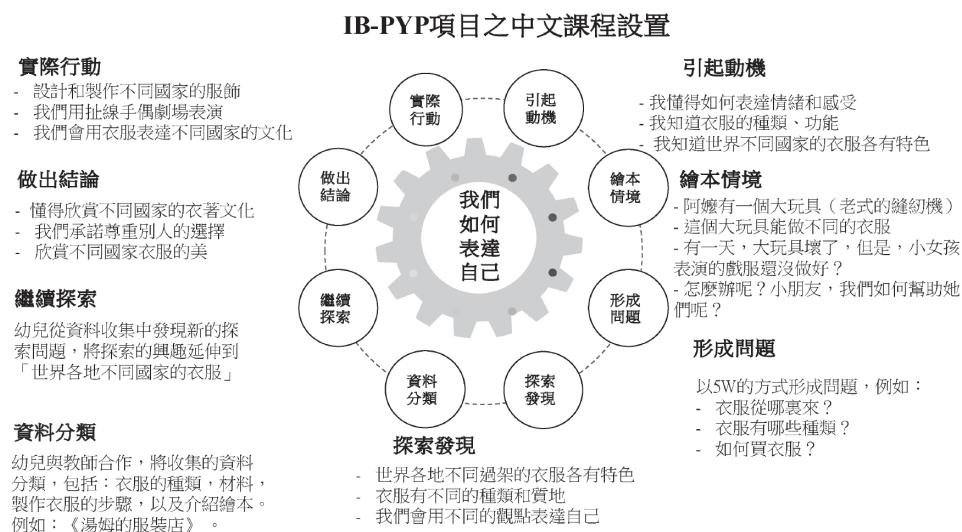 IB-PYP項目之中文課程設置
實際行動
- 設計和製作不同國家的服飾
- 我們用扯線手偶劇場表演
- 我們會用衣服表達不同國家的文化
做出結論
- 懂得欣賞不同國家的衣著文化
- 我們承諾尊重別人的選擇
- 欣賞不同國家衣服的美
繼續探索
幼兒從資料收集中發現新的探
索問題，將探索的興趣延伸到
「世界各地不同國家的衣服」
資料分類
幼兒與教師合作，將收集的資料
分類，包括：衣服的種類，材料，
製作衣服的步驟，以及介紹繪本。
例如：《湯姆的服裝店》。
實際
行動
引起
動機
做出
結論
繪本
情境
我們
如何
表達
自己
繼續
探索
形成
問題
資料
分類
探索
發現
探索發現
- 世界各地不同過架的衣服各有特色
- 衣服有不同的種類和質地
- 我們會用不同的觀點表達自己
引起動機
- 我懂得如何表達情緒和感受
- 我知道衣服的種類、功能
- 我知道世界不同國家的衣服各有特色
繪本情境
- 阿嬤有一個大玩具（老式的縫紉機）
- 這個大玩具能做不同的衣服
- 有一天，大玩具壞了，但是，小女孩
表演的戲服還沒做好？
- 怎麼辦呢？小朋友，我們如何幫助她
們呢？
形成問題
以5W的方式形成問題，例如：
- 衣服從哪裏來？
- 衣服有哪些種類？
- 如何買衣服？